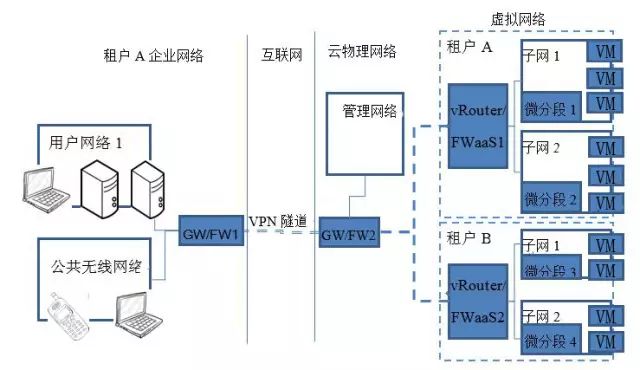 虚拟网络
租户 A 企业网络
互联网
云物理网络
租户 A
子网 1
VM
VM
VM
微分段 1
管理网络
vRouter/
FWaaS1
用户网络 1
子网 2
VM
VM
VM
微分段 2
VPN 隧道
GW/FW1
GW/FW2
租户 B
子网 1
VM
VM
微分段 3
公共无线网络
vRouter/
FWaaS2
子网 2
VM
VM
微分段 4